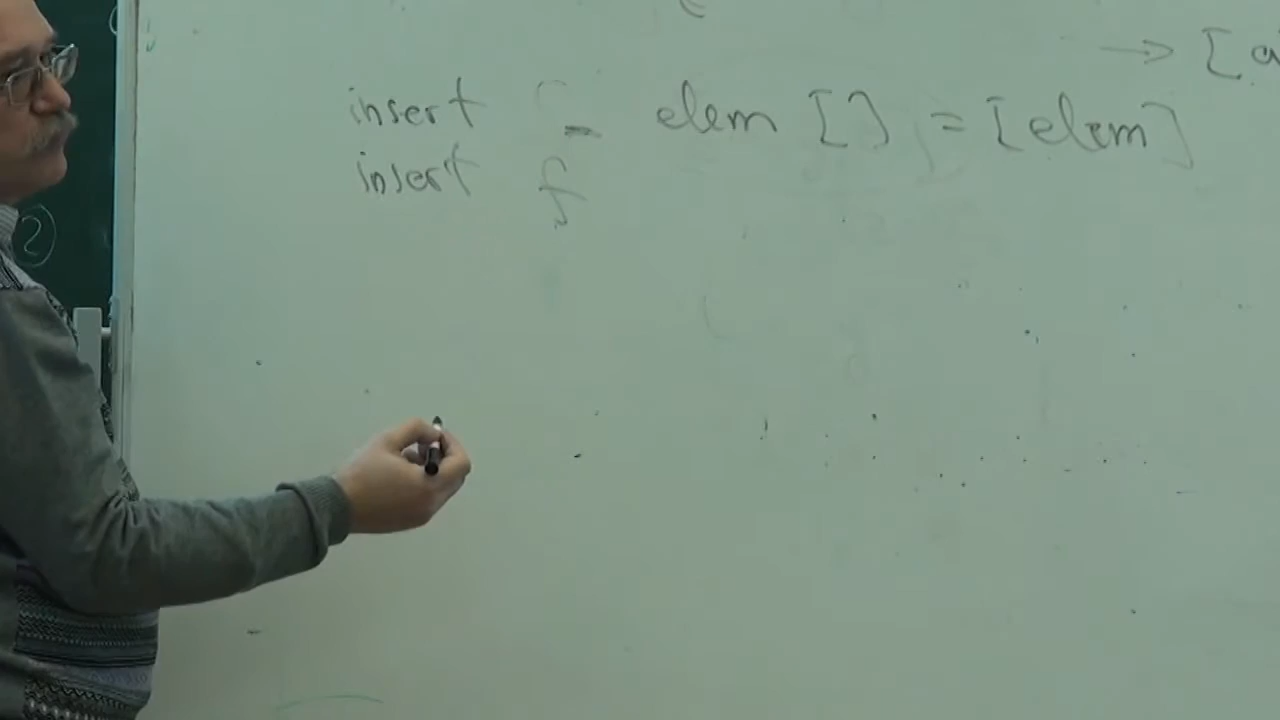 → [a
insert _ elem [] = [elem]
insert f